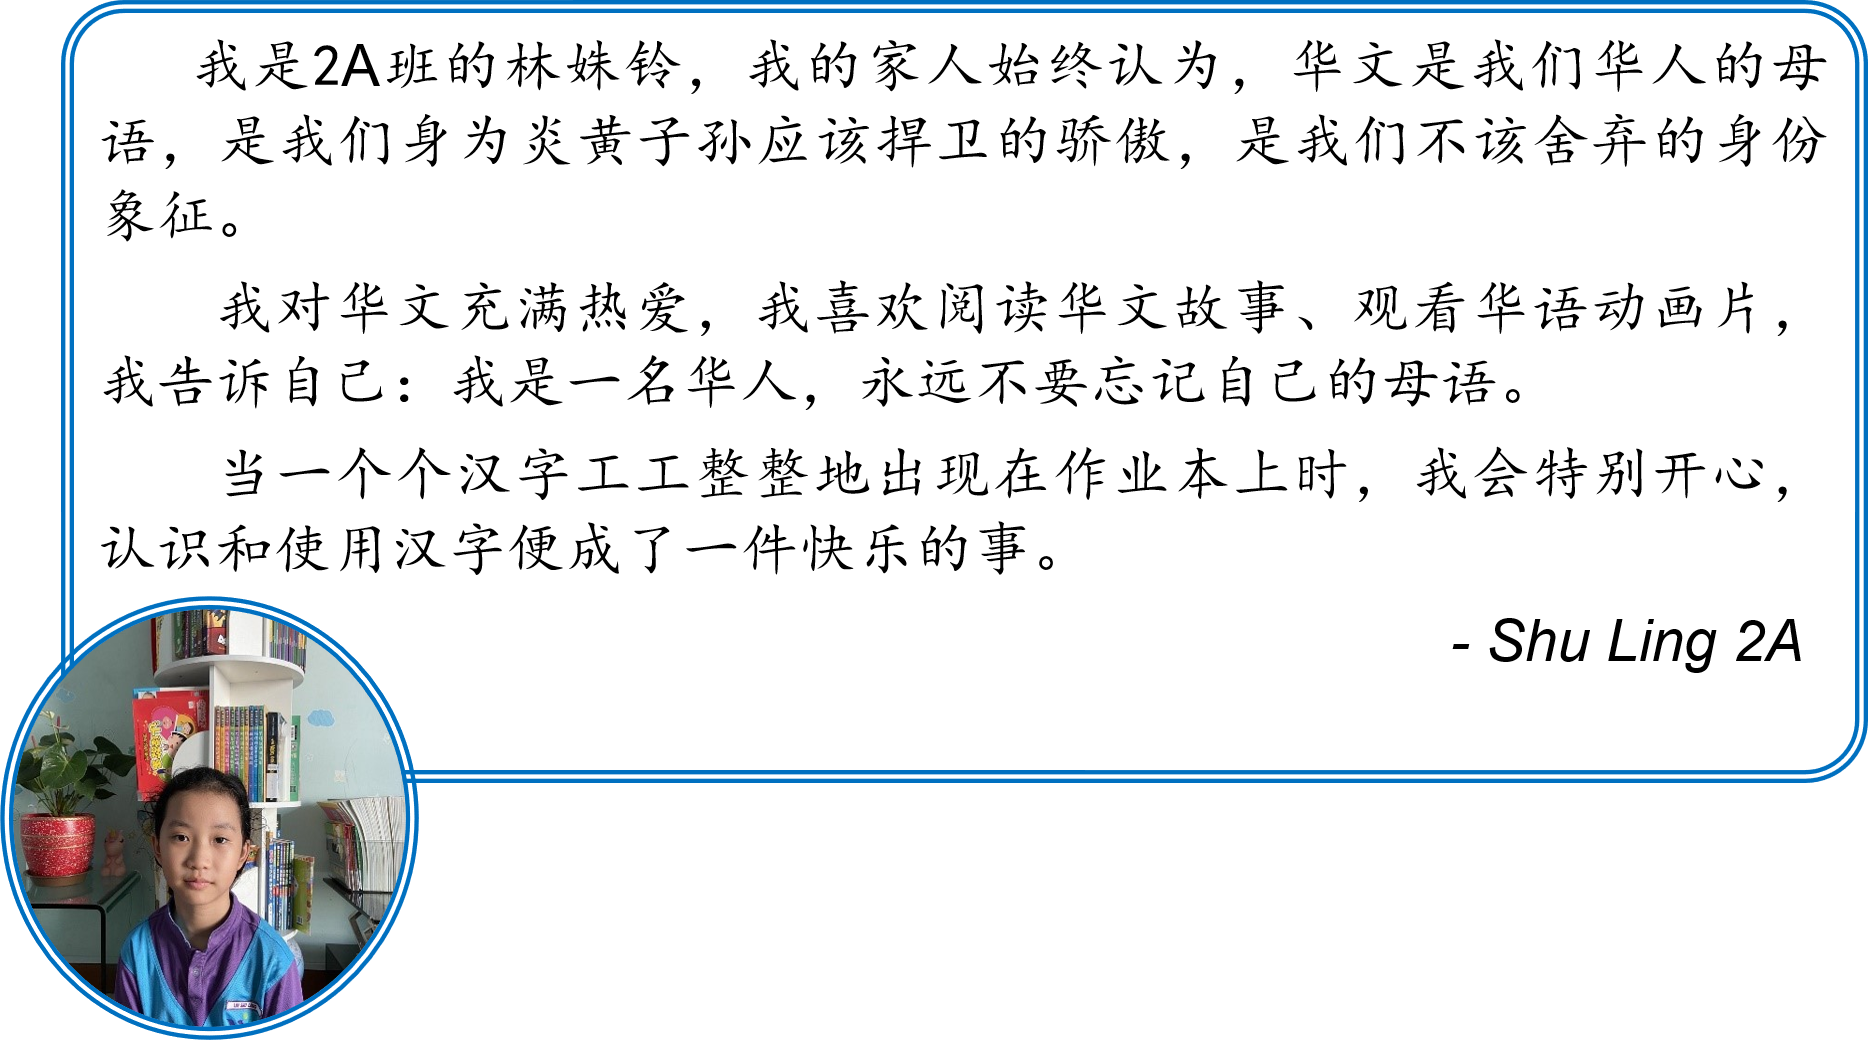 我是2A班的林姝铃，我的家人始终认为，华文是我们华人的母
语，是我们身为炎黄子孙应该捍卫的骄傲，是我们不该舍弃的身份
象征。
我对华文充满热爱，我喜欢阅读华文故事、观看华语动画片，
我告诉自己：我是一名华人，永远不要忘记自己的母语。
当一个个汉字工工整整地出现在作业本上时，我会特别开心，
认识和使用汉字便成了一件快乐的事。
- Shu Ling 2A